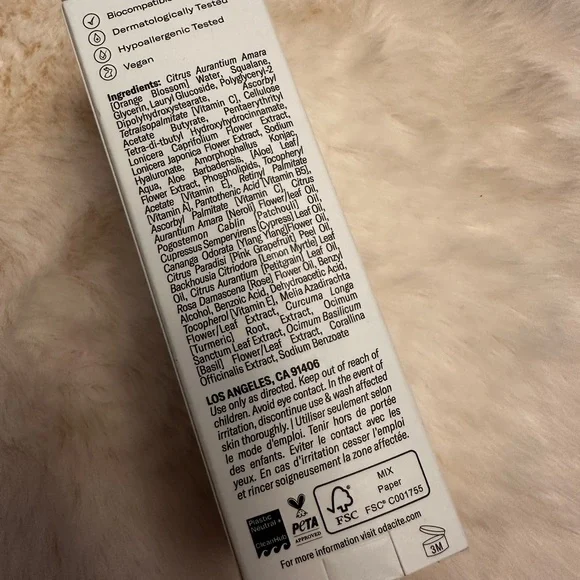 Biocompatible
Dermatologically Tested
Hypoallergenic Tested
Vegan
Ingredients: Citrus Aurantium Amara
[Orange Blossom] Water, Squalane,
Glycerin, Lauryl Glucoside, Polyglyceryl-2
Dipolyhydroxystearate, Ascorbyl
Tetraisopalmitate [Vitamin C], Cellulose
Acetate Butyrate, Pentaerythrityl
Tetra-di-tbutyl Hydroxyhydrocinnamate,
Lonicera Caprifolium Flower Extract,
Lonicera Japonica Flower Extract, Sodium
Hyaluronate, Amorphophallus Konjac,
Aqua, Aloe Barbadensis, [Aloe] Leaf/
Flower Extract, Phospholipids, Tocopheryl
Acetate [Vitamin E], Retinyl Palmitate
[Vitamin A], Pantothenic Acid [Vitamin B5],
Ascorbyl Palmitate [Vitamin C], Citrus
Aurantium Amara [Neroli] Flower/leaf Oil,
Pogostemon Cablin [Patchouli] Oil,
Cupressus Sempervirens [Cypress] Leaf Oil,
Cananga Odorata [Ylang Ylang]Flower Oil,
Citrus Paradisi [Pink Grapefruit] Peel Oil,
Backhousia Citriodora [Lemon Myrtle] Leaf
Oil, Citrus Aurantium [Petitgrain] Leaf Oil,
Rosa Damascena [Rose] Flower Oil, Benzyl
Alcohol, Benzoic Acid, Dehydroacetic Acid,
Tocopherol [Vitamin E], Melia Azadirachta
Flower/Leaf Extract, Curcuma Longa
[Turmeric] Root, Extract, Ocimum
Sanctum Leaf Extract, Ocimum Basilicum
[Basil] Flower/Leaf Extract, Corallina
Officinalis Extract, Sodium Benzoate
LOS ANGELES, CA 91406
Use only as directed. Keep out of reach of
children. Avoid eye contact. In the event of
irritation, discontinue use & wash affected
skin thoroughly. | Utiliser seulement selon
le mode d'emploi. Tenir hors de portée
des enfants. Eviter le contact avec les
yeux. En cas d'irritation cesser l'emploi
et rincer soigneusement la zone affectée.
Plastic
Neutral +
CleanHub
PETA
APPROVED
FSC
MIX
Paper
FSC® C001755
For more information visit odacite.com
3M